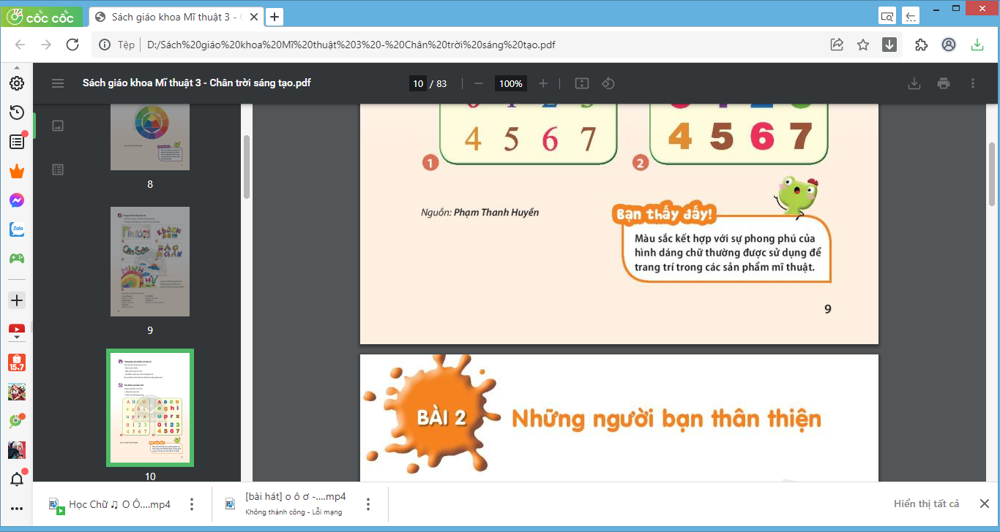 cốc cốc
Sách giáo khoa Mĩ thuật 3 -
Tệp
D:/Sách%20giáo%20khoa%20Mĩ%20thuật%203%20-%20Chân%20trời%20sáng%20tạo.pdf
Sách giáo khoa Mĩ thuật 3 - Chân trời sáng tạo.pdf
10 / 83
100%
8
9
10
Zalo
15.7
4 5 6 7
1
4 5 6 7
2
Nguồn: Phạm Thanh Huyền
Bạn thấy đấy!
Màu sắc kết hợp với sự phong phú của
hình dáng chữ thường được sử dụng để
trang trí trong các sản phẩm mĩ thuật.
9
BÀI 2
Những người bạn thân thiện
Học Chữ ♫ O Ô....mp4
[bài hát] o ô ơ -....mp4
Không thành công - Lỗi mạng
Hiển thị tất cả